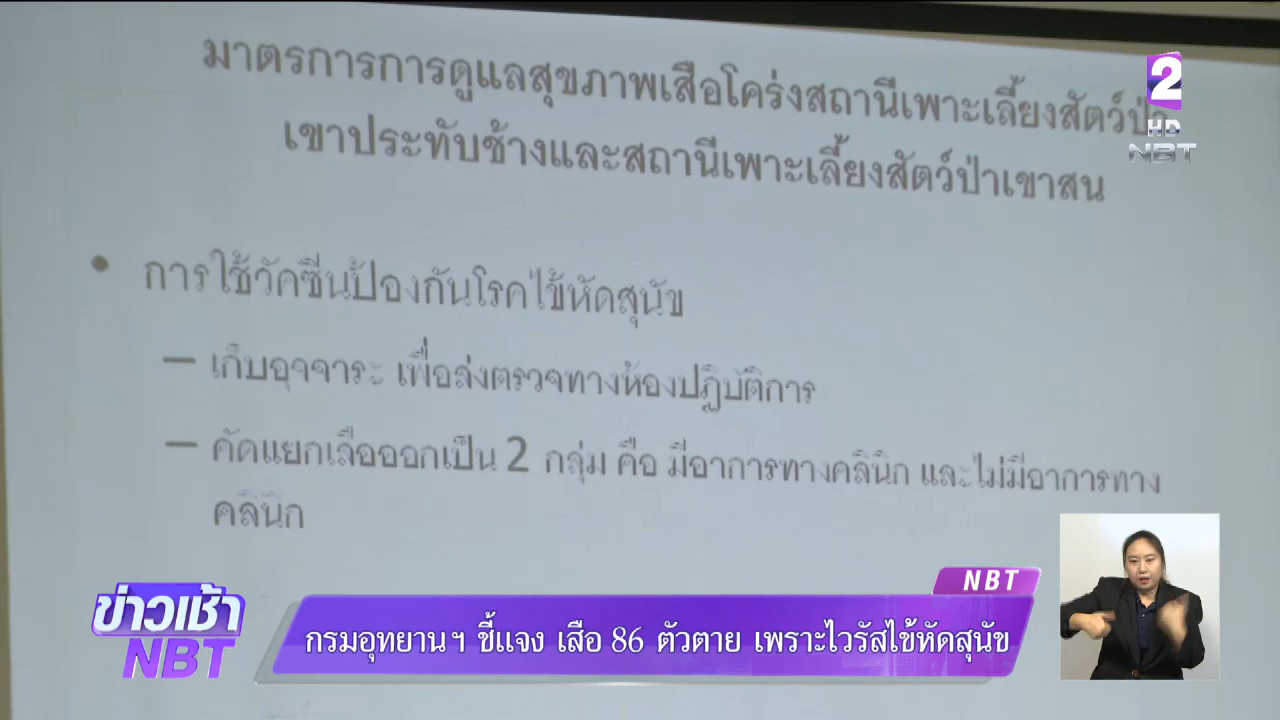 มาตรการการดูแลสุขภาพเสือโคร่งสถานีเพาะเลี้ยงสัตว์ป่า
เขาประทับช้างและสถานีเพาะเลี้ยงสัตว์ป่าเขาสน
2
HD
NBT
• การใช้วัคซีนป้องกันโรคไข้หัดสุนัข
– เก็บอุจจาระ เพื่อส่งตรวจทางห้องปฏิบัติการ
– คัดแยกเสือออกเป็น 2 กลุ่ม คือ มีอาการทางคลินิก และไม่มีอาการทาง
คลินิก
NBT
ข่าวเช้า
NBT
กรมอุทยานฯ ชี้แจง เสือ 86 ตัวตาย เพราะไวรัสไข้หัดสุนัข